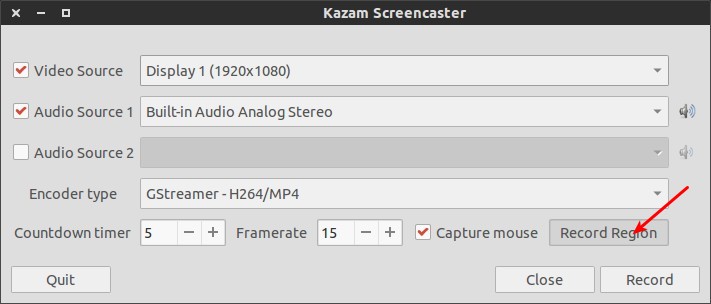 Kazam Screencaster
Video Source Display 1 (1920x1080)
Audio Source 1 Built-in Audio Analog Stereo
Audio Source 2
Encoder type GStreamer - H264/MP4
Countdown timer 5 − + Framerate 15 − + Capture mouse Record Region
Quit Close Record